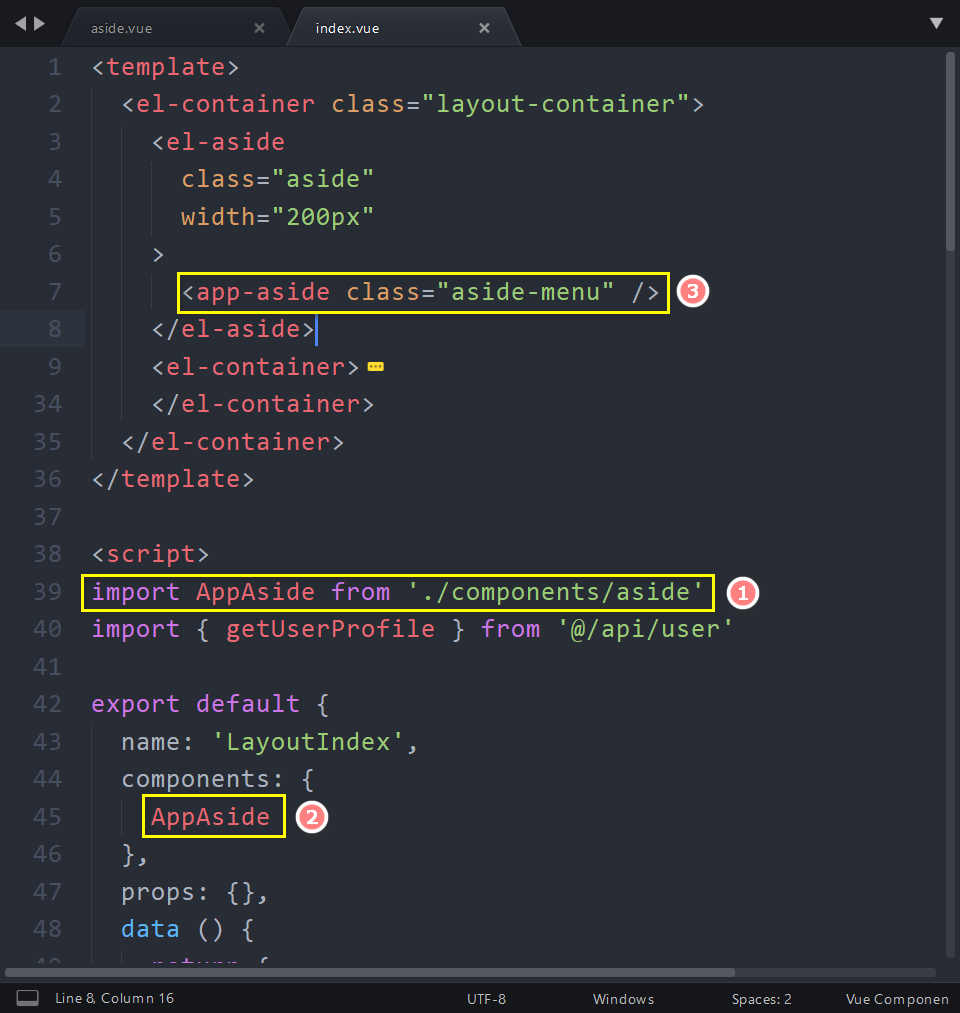 aside.vue × index.vue ×
1 <template>
2 <el-container class="layout-container">
3 <el-aside
4 class="aside"
5 width="200px"
6 >
7 <app-aside class="aside-menu" /> 3
8 </el-aside>
9 <el-container>
34 </el-container>
35 </el-container>
36 </template>
37
38 <script>
39 import AppAside from './components/aside' 1
40 import { getUserProfile } from '@/api/user'
41
42 export default {
43 name: 'LayoutIndex',
44 components: {
45 AppAside 2
46 },
47 props: {},
48 data () {
49 return {
Line 8, Column 16 UTF-8 Windows Spaces: 2 Vue Componen